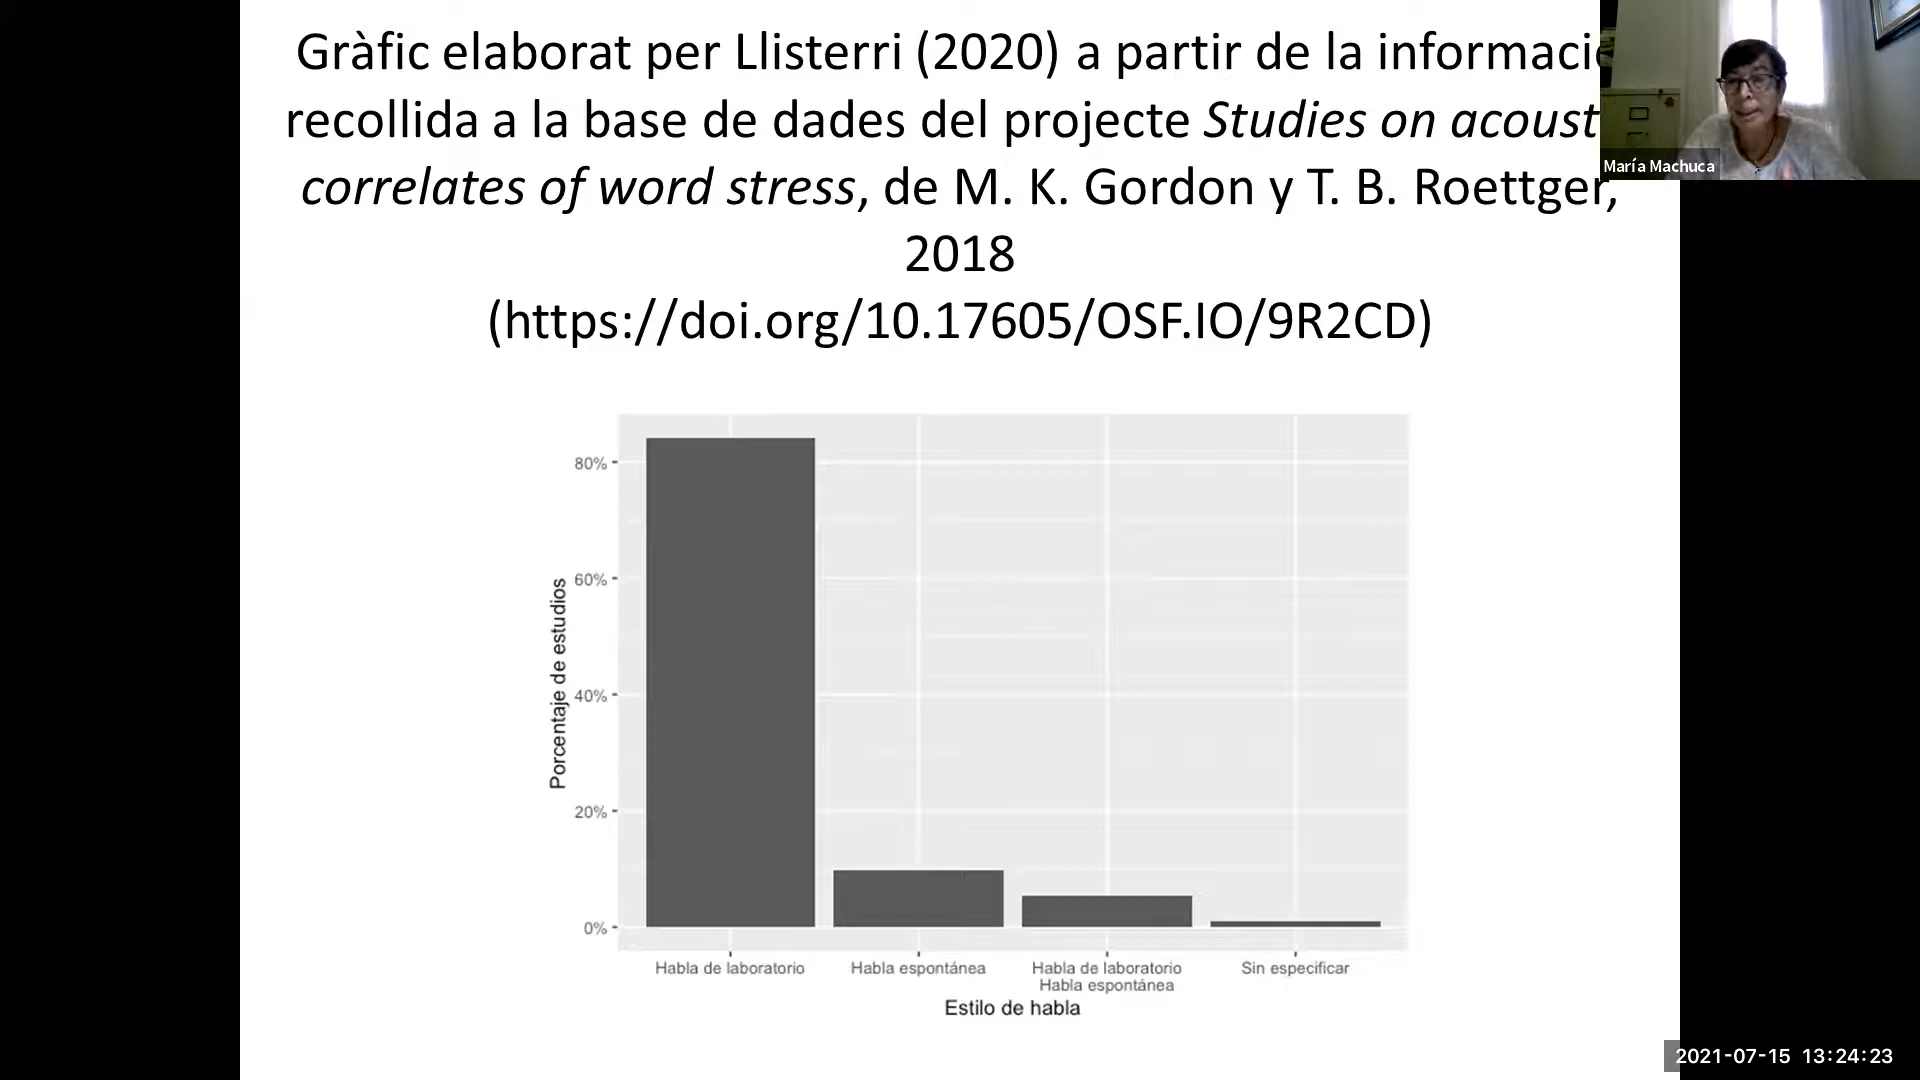 Gràfic elaborat per Llisterri (2020) a partir de la informaci
recollida a la base de dades del projecte Studies on acoust
correlates of word stress, de M. K. Gordon y T. B. Roettger,
2018
(https://doi.org/10.17605/OSF.IO/9R2CD)
María Machuca
Porcentaje de estudios
80%
60%
40%
20%
0%
Habla de laboratorio
Habla espontánea
Habla de laboratorio
Habla espontánea
Sin especificar
Estilo de habla
2021-07-15 13:24:23